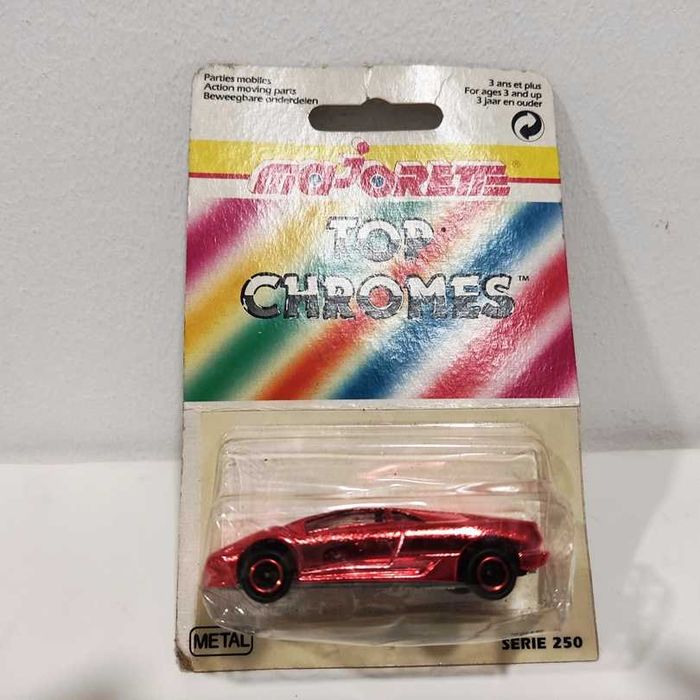 Parties mobiles
Action moving parts
Beweegbare onderdelen
3 ans et plus
For ages 3 and up
3 jaar en ouder
MAJORETTE®
TOP
CHROMES™
METAL
SERIE 250